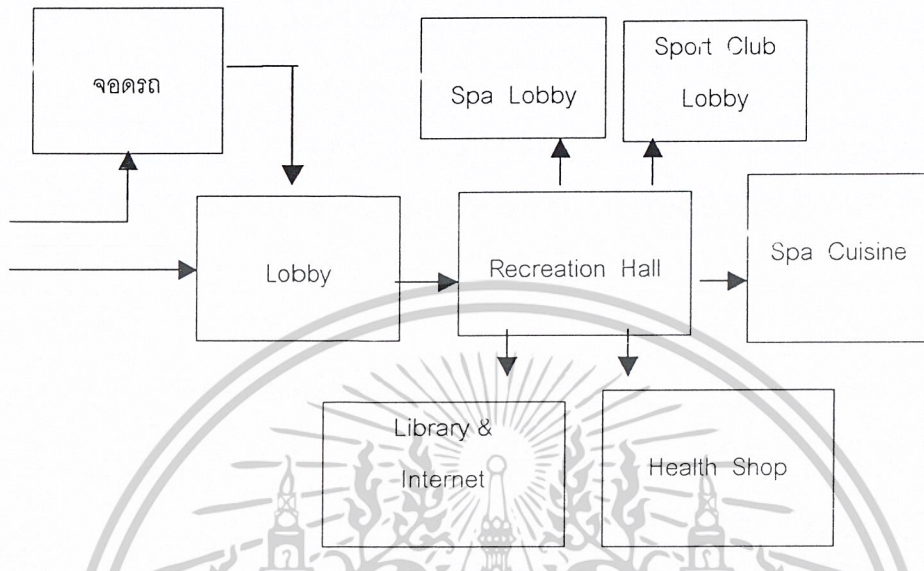 จอดรถ
Spa Lobby
Sport Club
Lobby
Lobby
Recreation Hall
Spa Cuisine
Library &
Internet
Health Shop